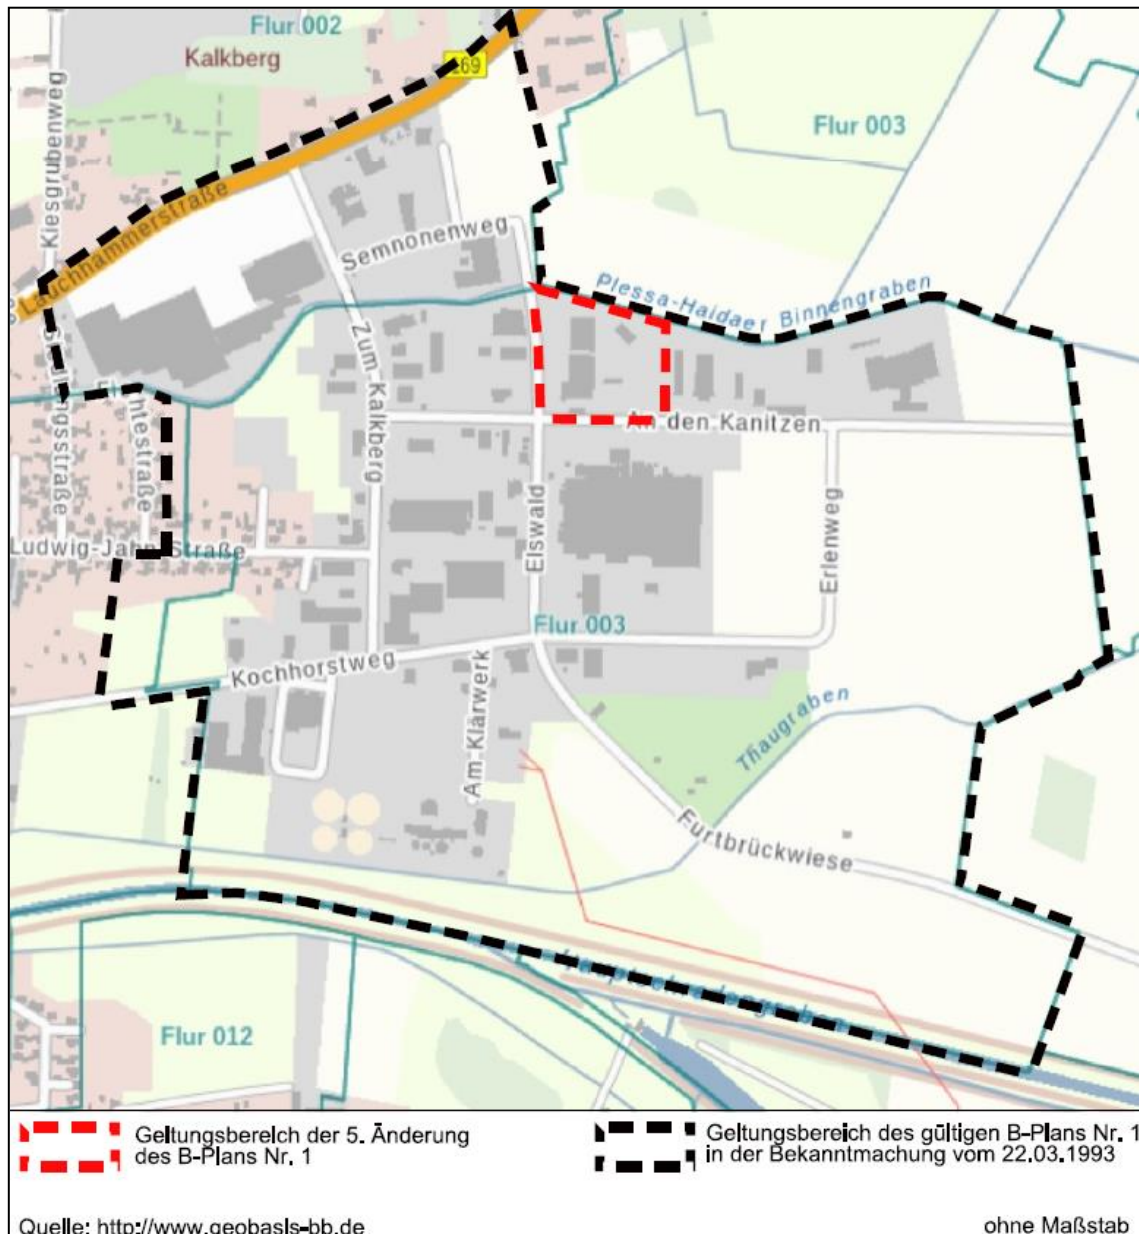 Flur 002
Kalkberg
169
Kiesgrubenweg
Flur 003
Lauchhammerstraße
Semnonenweg
Plessa-Haidaer Binnengraben
Zum Kalkberg
An den Kanitzen
Ludwig-Jahn-Straße
Elswald
Erlenweg
Flur 003
Kochhorstweg
Am Klärwerk
Thaugraben
Furtbrückwiese
Flur 012
Geltungsbereich der 5. Änderung
des B-Plans Nr. 1
Geltungsbereich des gültigen B-Plans Nr. 1
in der Bekanntmachung vom 22.03.1993
Quelle: http://www.geobasis-bb.de
ohne Maßstab